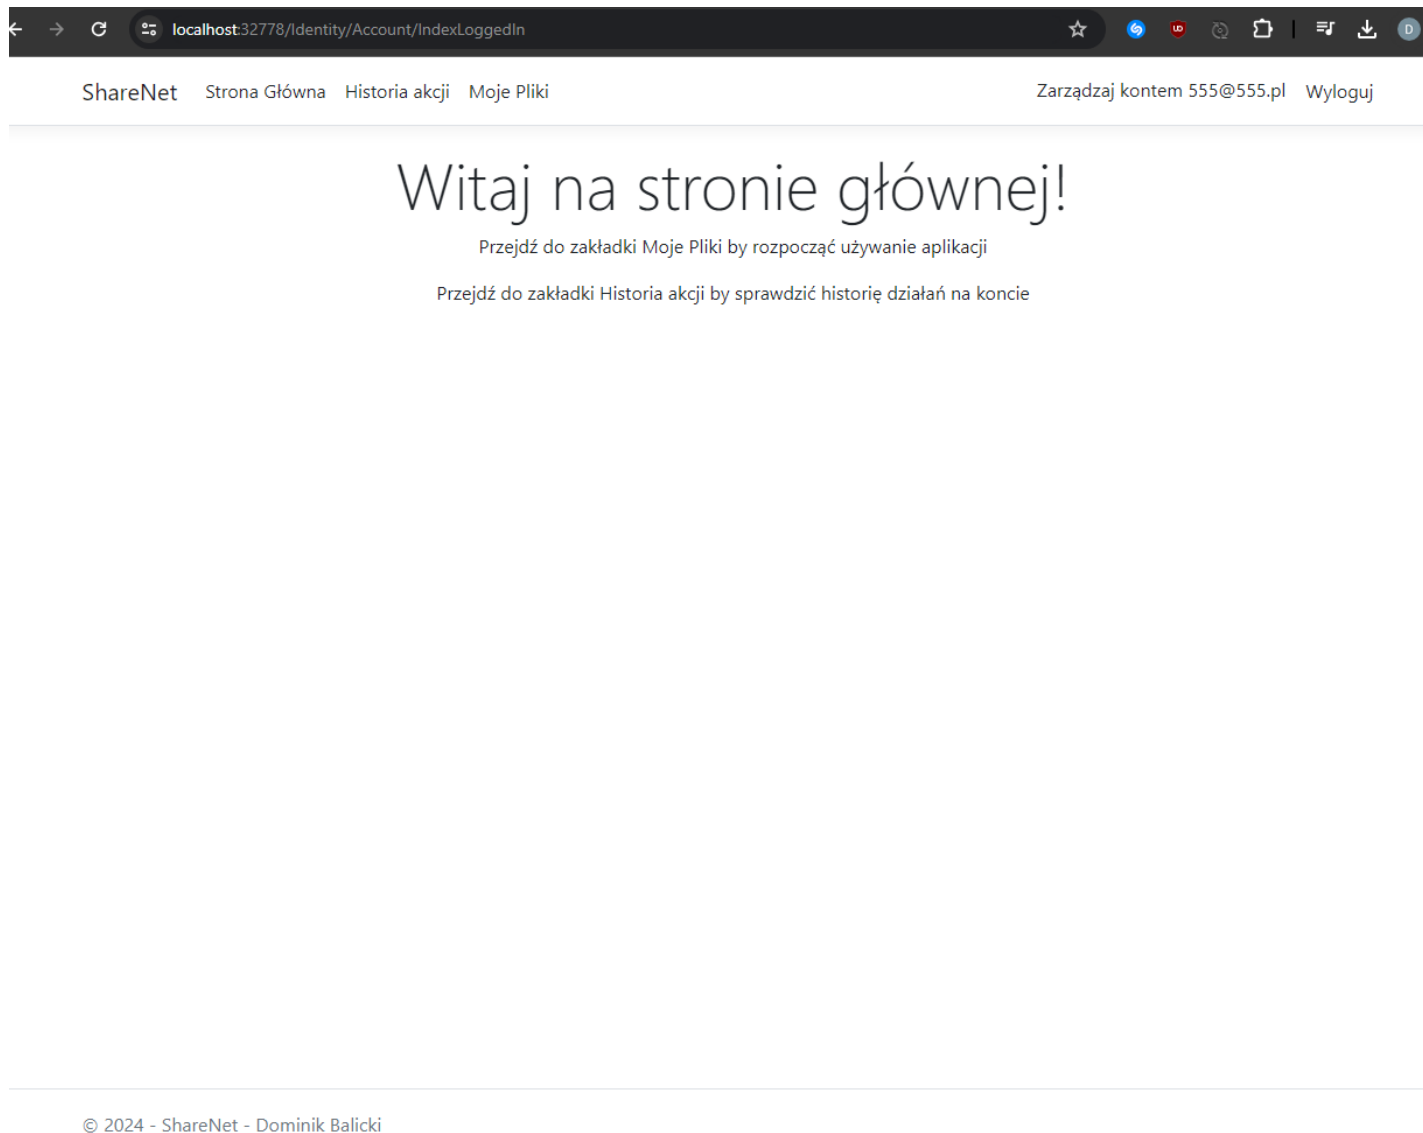 localhost:32778/Identity/Account/IndexLoggedIn
D
ShareNet Strona Główna Historia akcji Moje Pliki Zarządzaj kontem 555@555.pl Wyloguj
Witaj na stronie głównej!
Przejdź do zakładki Moje Pliki by rozpocząć używanie aplikacji
Przejdź do zakładki Historia akcji by sprawdzić historię działań na koncie
© 2024 - ShareNet - Dominik Balicki